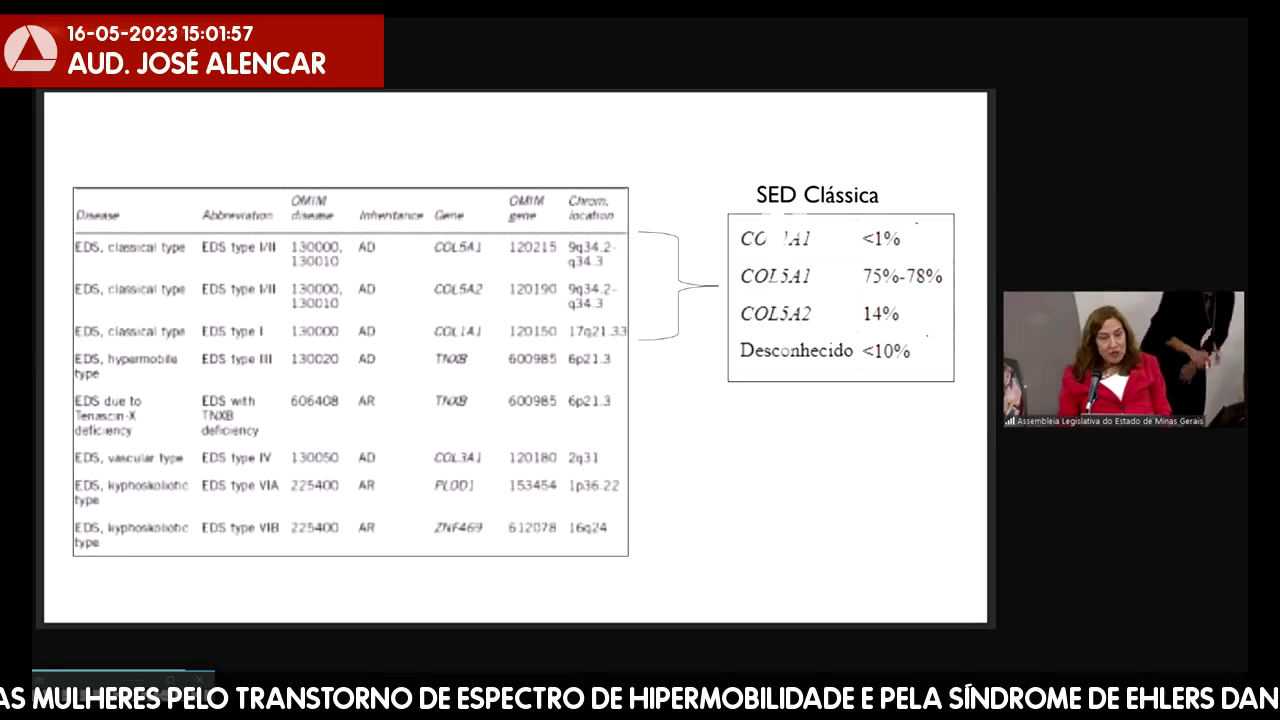 16-05-2023 15:01:57
AUD. JOSÉ ALENCAR
OMIM OMIM Chrom.
Disease Abbreviation disease Inheritance Gene gene location
EDS, classical type EDS type I/II 130000, AD COL5A1 120215 9q34.2-
130010 q34.3
EDS, classical type EDS type I/II 130000, AD COL5A2 120190 9q34.2-
130010 q34.3
EDS, classical type EDS type I 130000 AD COL1A1 120150 17q21.33
EDS, hypermobile EDS type III 130020 AD TNXB 600985 6p21.3
type
EDS due to EDS with 606408 AR TNXB 600985 6p21.3
Tenascin-X TNXB
deficiency deficiency
EDS, vascular type EDS type IV 130050 AD COL3A1 120180 2q31
EDS, kyphoskoliotic EDS type VIA 225400 AR PLOD1 153454 1p36.22
type
EDS, kyphoskoliotic EDS type VIB 225400 AR ZNF469 612078 16q24
type
SED Clássica
CO 1A1 <1%
COL5A1 75%-78%
COL5A2 14%
Desconhecido <10%
Assembleia Legislativa do Estado de Minas Gerais
AS MULHERES PELO TRANSTORNO DE ESPECTRO DE HIPERMOBILIDADE E PELA SÍNDROME DE EHLERS DAN